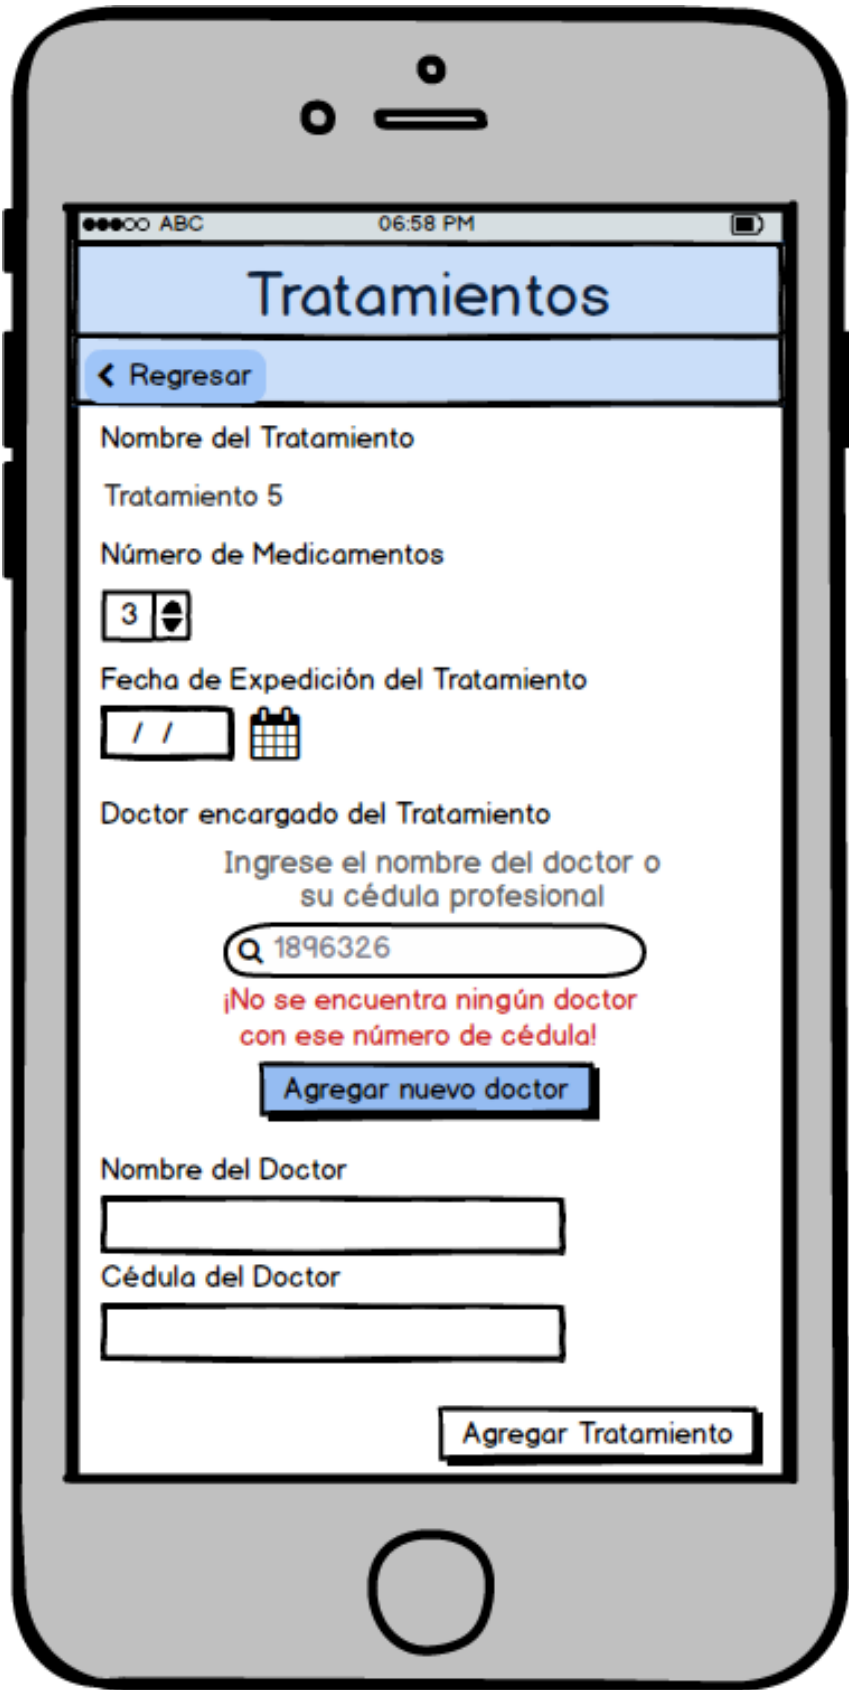 ABC 06:58 PM
Tratamientos
Regresar
Nombre del Tratamiento
Tratamiento 5
Número de Medicamentos
3
Fecha de Expedición del Tratamiento
/ /
Doctor encargado del Tratamiento
Ingrese el nombre del doctor o
su cédula profesional
1896326
¡No se encuentra ningún doctor
con ese número de cédula!
Agregar nuevo doctor
Nombre del Doctor
Cédula del Doctor
Agregar Tratamiento